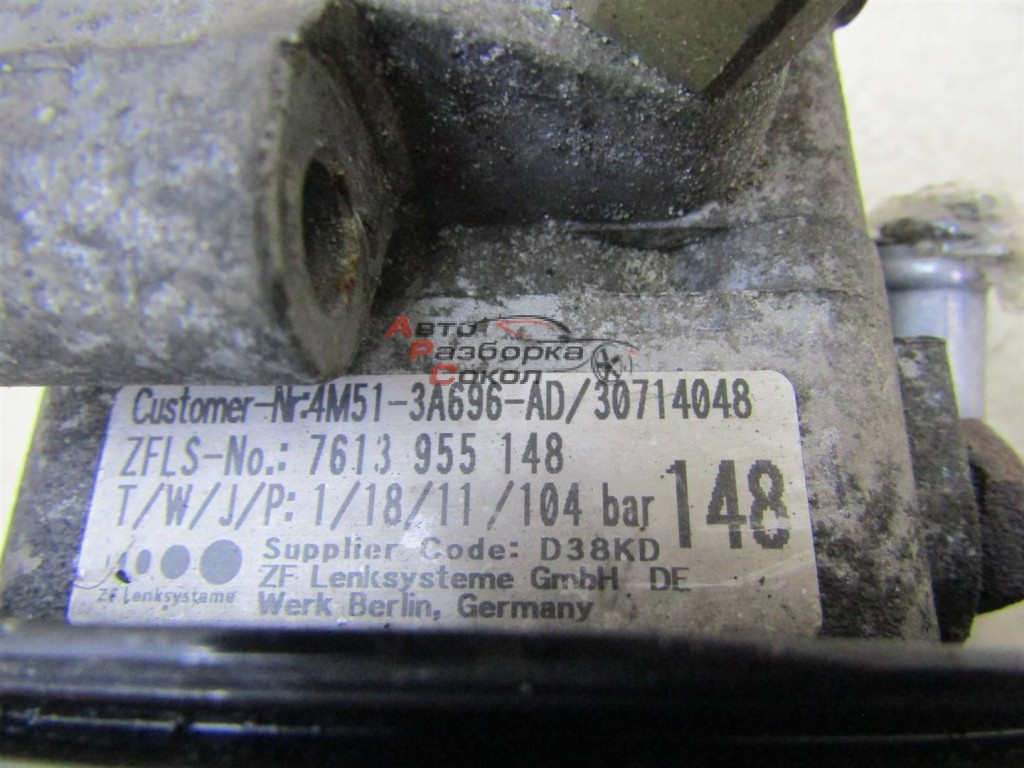 Авто
Разборка
Сокол
Customer-Nr:4M51-3A696-AD/30714048
ZFLS-No.: 7613 955 148
T/W/J/P: 1/18/11/104 bar 148
Supplier Code: D38KD
ZF Lenksysteme GmbH DE
ZF Lenksysteme
Werk Berlin, Germany